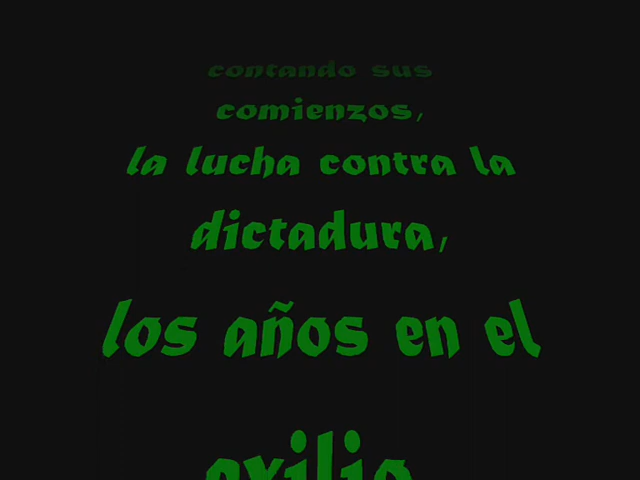 contando sus
comienzos,
la lucha contra la
dictadura,
los años en el
exilio